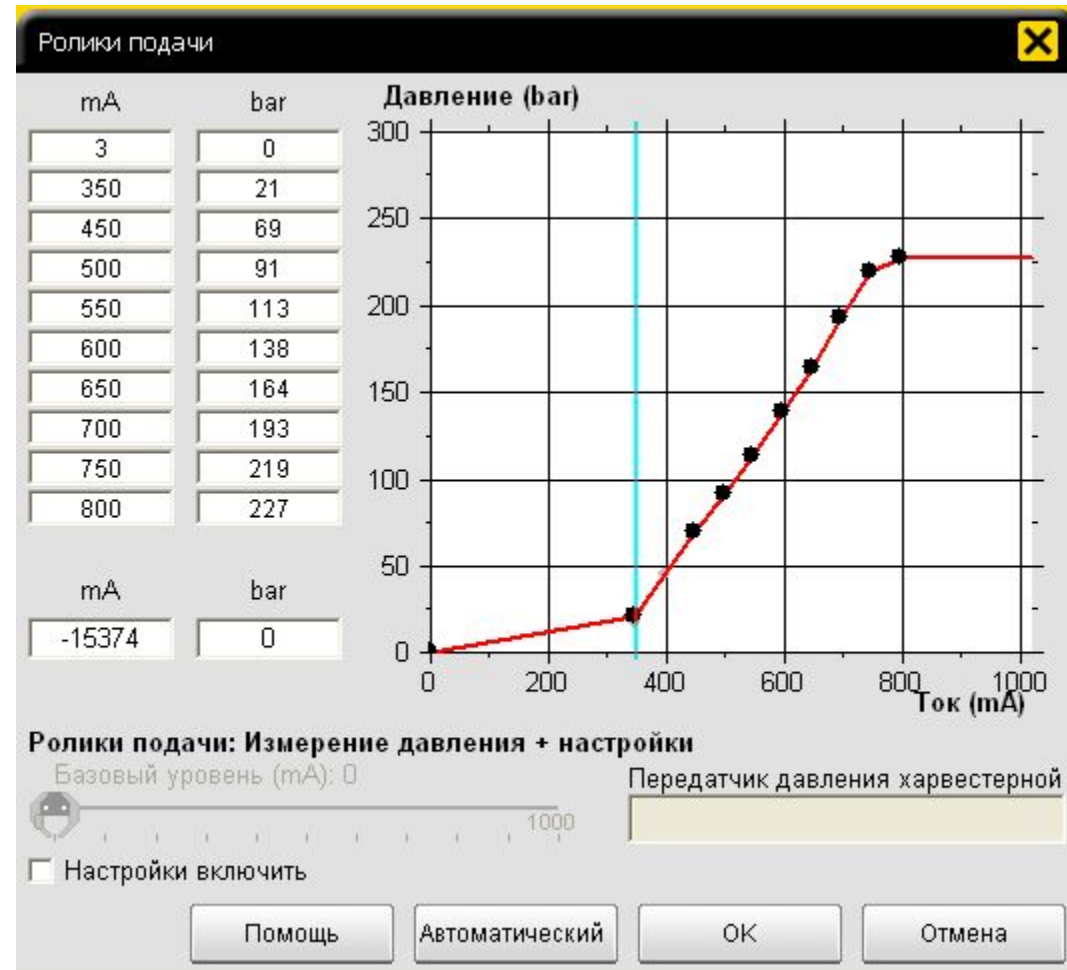 Ролики подачи
mA bar
3 0
350 21
450 69
500 91
550 113
600 138
650 164
700 193
750 219
800 227
mA bar
-15374 0
Давление (bar)
300
250
200
150
100
50
0
0 200 400 600 800 1000
Ток (mA)
Ролики подачи: Измерение давления + настройки
Базовый уровень (mA): 0
1000
Передатчик давления харвестерной
Настройки включить
Помощь Автоматический OK Отмена